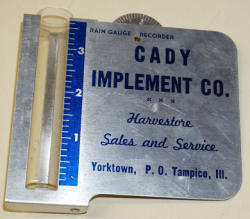 RAIN GAUGE RECORDER
CADY
IMPLEMENT CO.
* * *
Harvestore
Sales and Service
Yorktown, P. O. Tampico, Ill.
3
2
1